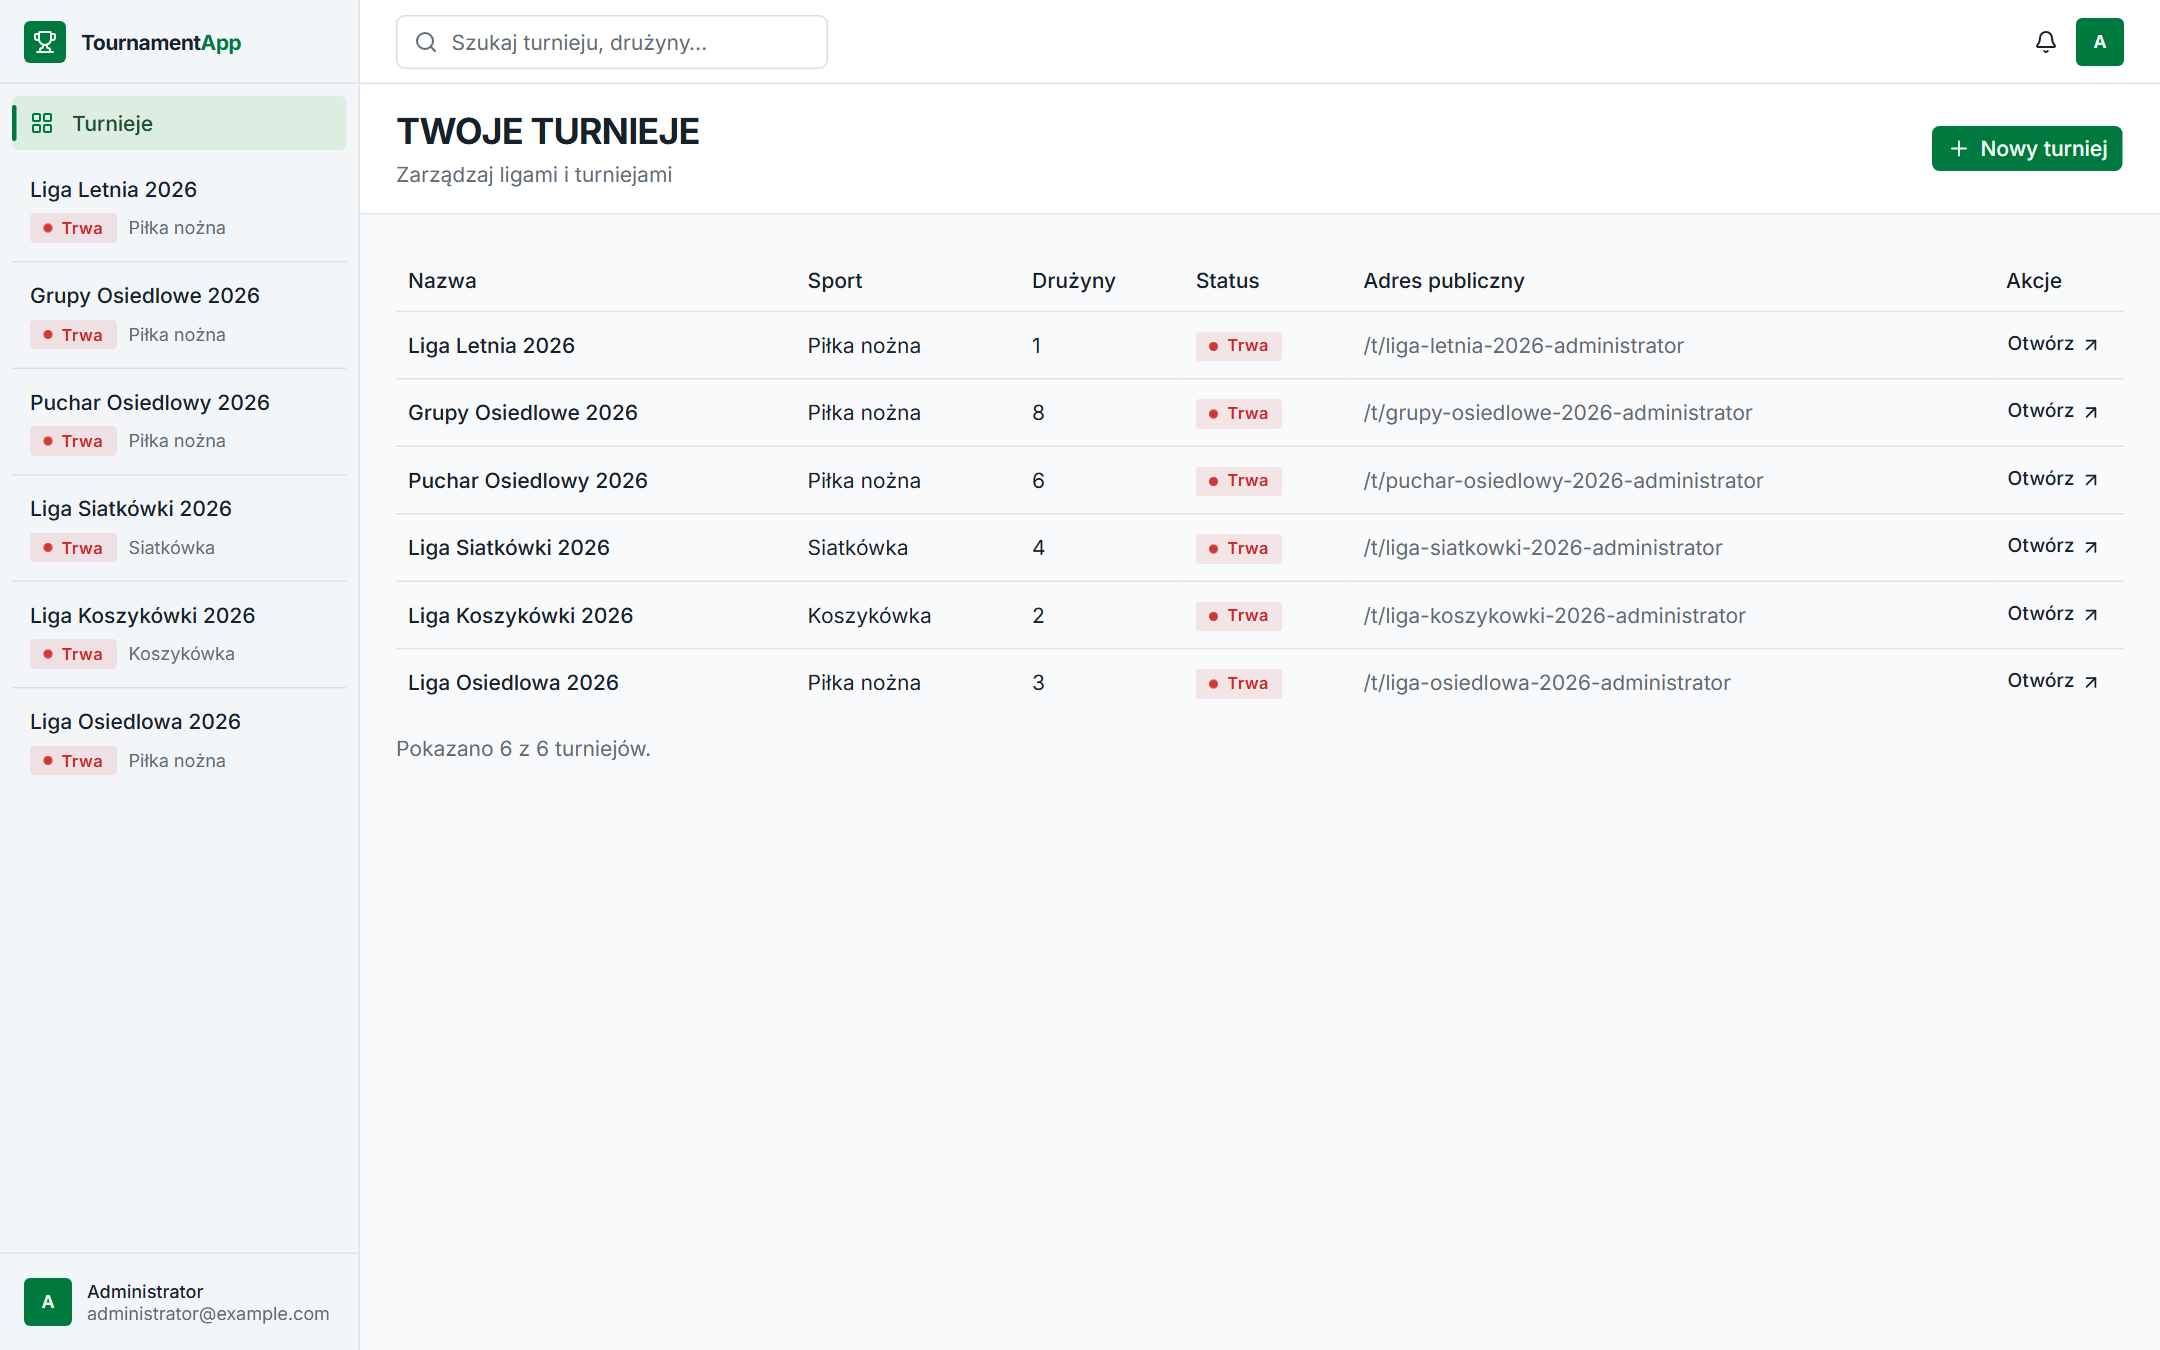 TournamentApp
Szukaj turnieju, drużyny...
A
Turnieje
Liga Letnia 2026
Trwa Piłka nożna
Grupy Osiedlowe 2026
Trwa Piłka nożna
Puchar Osiedlowy 2026
Trwa Piłka nożna
Liga Siatkówki 2026
Trwa Siatkówka
Liga Koszykówki 2026
Trwa Koszykówka
Liga Osiedlowa 2026
Trwa Piłka nożna
A
Administrator
administrator@example.com
TWOJE TURNIEJE
Zarządzaj ligami i turniejami
Nowy turniej
Nazwa Sport Drużyny Status Adres publiczny Akcje
Liga Letnia 2026 Piłka nożna 1 Trwa /t/liga-letnia-2026-administrator Otwórz
Grupy Osiedlowe 2026 Piłka nożna 8 Trwa /t/grupy-osiedlowe-2026-administrator Otwórz
Puchar Osiedlowy 2026 Piłka nożna 6 Trwa /t/puchar-osiedlowy-2026-administrator Otwórz
Liga Siatkówki 2026 Siatkówka 4 Trwa /t/liga-siatkowki-2026-administrator Otwórz
Liga Koszykówki 2026 Koszykówka 2 Trwa /t/liga-koszykowki-2026-administrator Otwórz
Liga Osiedlowa 2026 Piłka nożna 3 Trwa /t/liga-osiedlowa-2026-administrator Otwórz
Pokazano 6 z 6 turniejów.